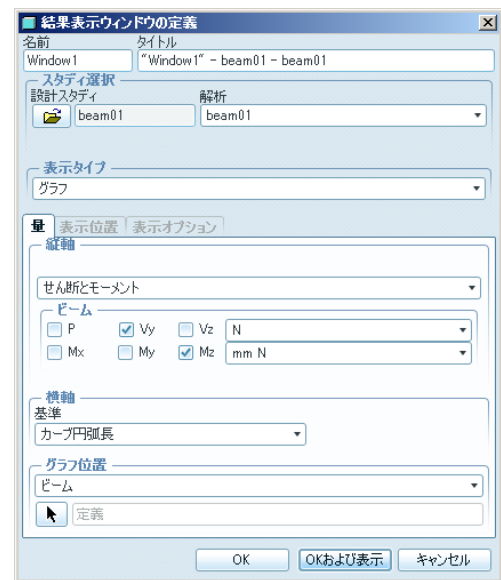 結果表示ウィンドウの定義
名前 タイトル
Window1 "Window1" - beam01 - beam01
スタディ選択
設計スタディ 解析
beam01 beam01
表示タイプ
グラフ
量 表示位置 表示オプション
縦軸
せん断とモーメント
ビーム
P Vy Vz N
Mx My Mz mm N
横軸
基準
カーブ円弧長
グラフ位置
ビーム
定義
OK OKおよび表示 キャンセル